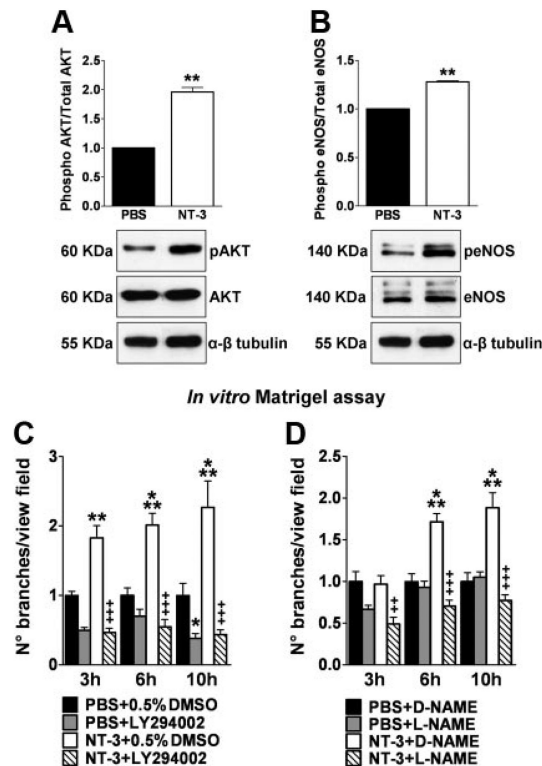 A
Phospho AKT/Total AKT
2.5
2.0
1.5
1.0
0.5
0.0
**
PBS
NT-3
60 KDa
pAKT
60 KDa
AKT
55 KDa
α-β tubulin
B
Phospho eNOS/Total eNOS
1.5
1.0
0.5
0.0
**
PBS
NT-3
140 KDa
peNOS
140 KDa
eNOS
55 KDa
α-β tubulin
In vitro Matrigel assay
C
N° branches/view field
3
2
1
0
**
+++
*
**
+++
*
*
**
+++
3h
6h
10h
PBS+0.5%DMSO
PBS+LY294002
NT-3+0.5%DMSO
NT-3+LY294002
D
N° branches/view field
2.5
2.0
1.5
1.0
0.5
0.0
++
*
**
+++
*
**
+++
3h
6h
10h
PBS+D-NAME
PBS+L-NAME
NT-3+D-NAME
NT-3+L-NAME